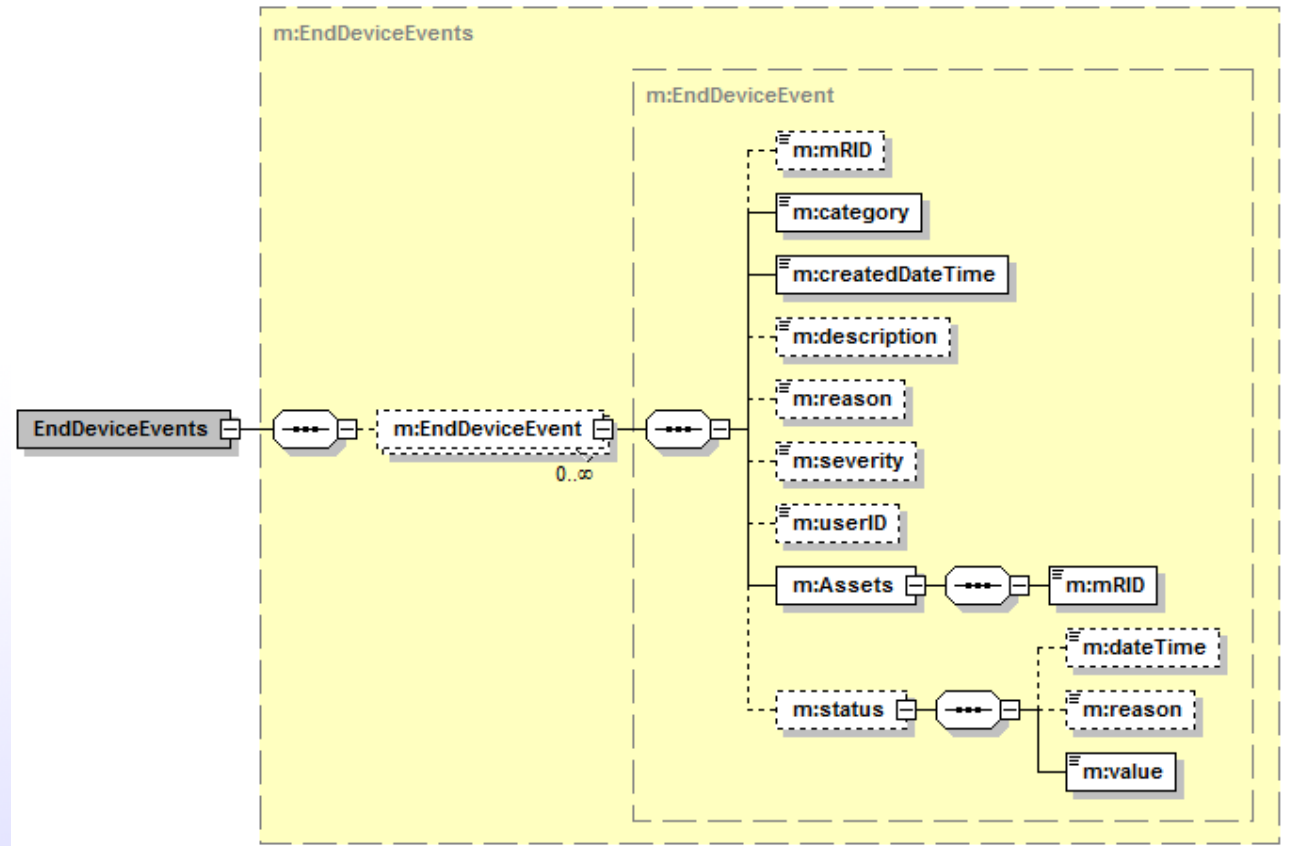 m:EndDeviceEvents
m:EndDeviceEvent
m:mRID
m:category
m:createdDateTime
m:description
m:reason
EndDeviceEvents
m:EndDeviceEvent
0..∞
m:severity
m:userID
m:Assets
m:mRID
m:dateTime
m:status
m:reason
m:value